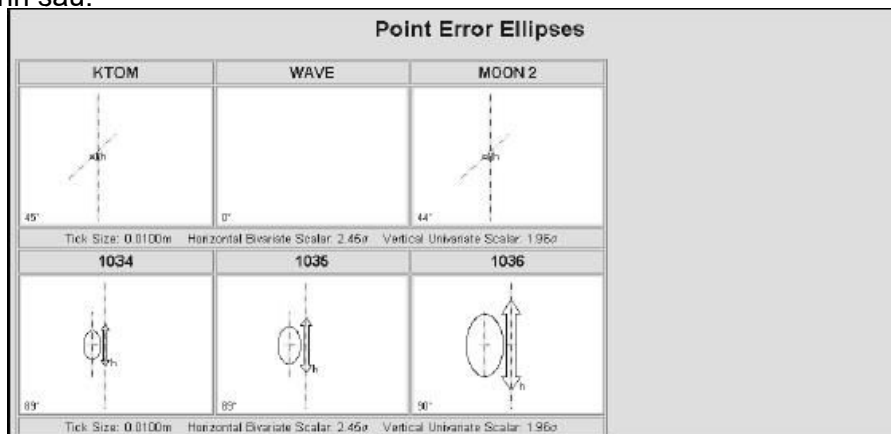 Point Error Ellipses
KTOM WAVE MOON 2
h h
45° 0° 44°
Tick Size: 0.0100m Horizontal Bivariate Scalar: 2.45σ Vertical Univariate Scalar: 1.96σ
1034 1035 1036
h h h
89° 89° 90°
Tick Size: 0.0100m Horizontal Bivariate Scalar: 2.45σ Vertical Univariate Scalar: 1.96σ